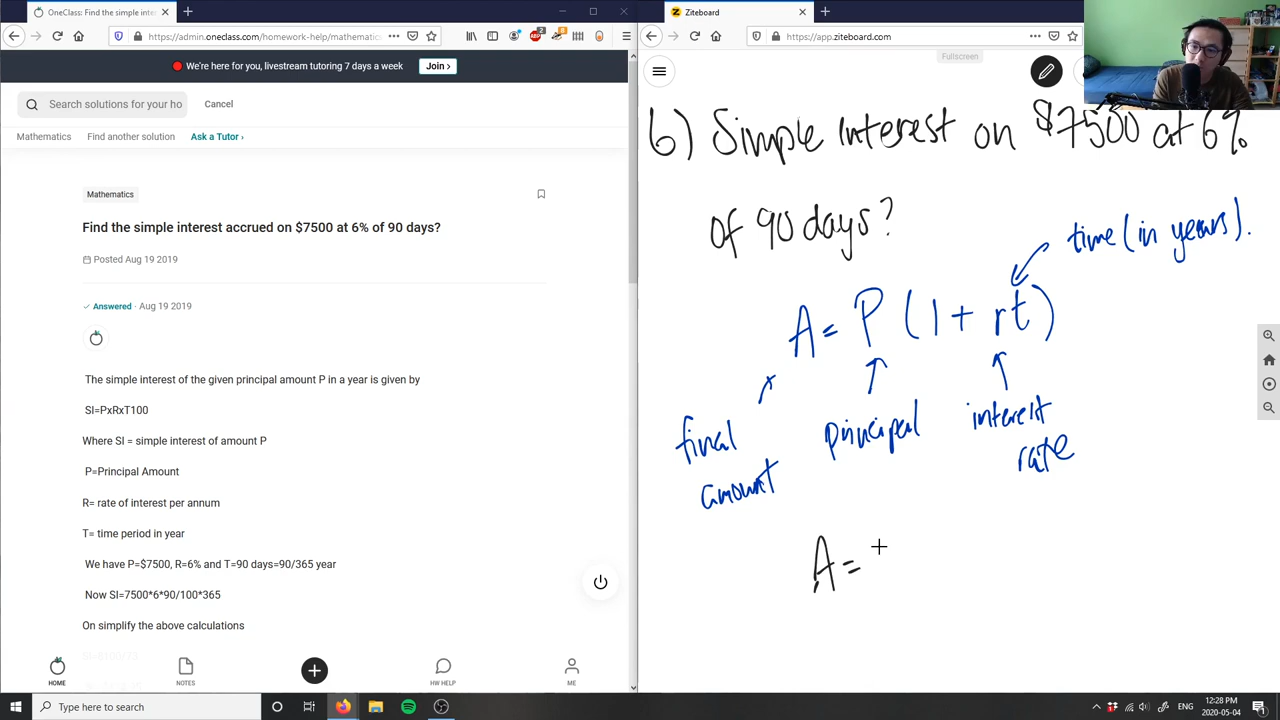 OneClass: Find the simple inte
https://admin.oneclass.com/homework-help/mathematic
We're here for you, livestream tutoring 7 days a week
Join >
Search solutions for your ho
Cancel
Mathematics
Find another solution
Ask a Tutor ›
Mathematics
Find the simple interest accrued on $7500 at 6% of 90 days?
Posted Aug 19 2019
Answered · Aug 19 2019
The simple interest of the given principal amount P in a year is given by
SI=PxRxT100
Where SI = simple interest of amount P
P=Principal Amount
R= rate of interest per annum
T= time period in year
We have P=$7500, R=6% and T=90 days=90/365 year
Now SI=7500*6*90/100*365
On simplify the above calculations
HOME
NOTES
HW HELP
ME
Ziteboard
https://app.ziteboard.com
Fullscreen
6) Simple Interest on $7500 at 6%
of 90 days?
time (in years).
A = P (1 + rt)
final
amount
principal
interest
rate
A =
Type here to search
ENG
12:28 PM
2020-05-04